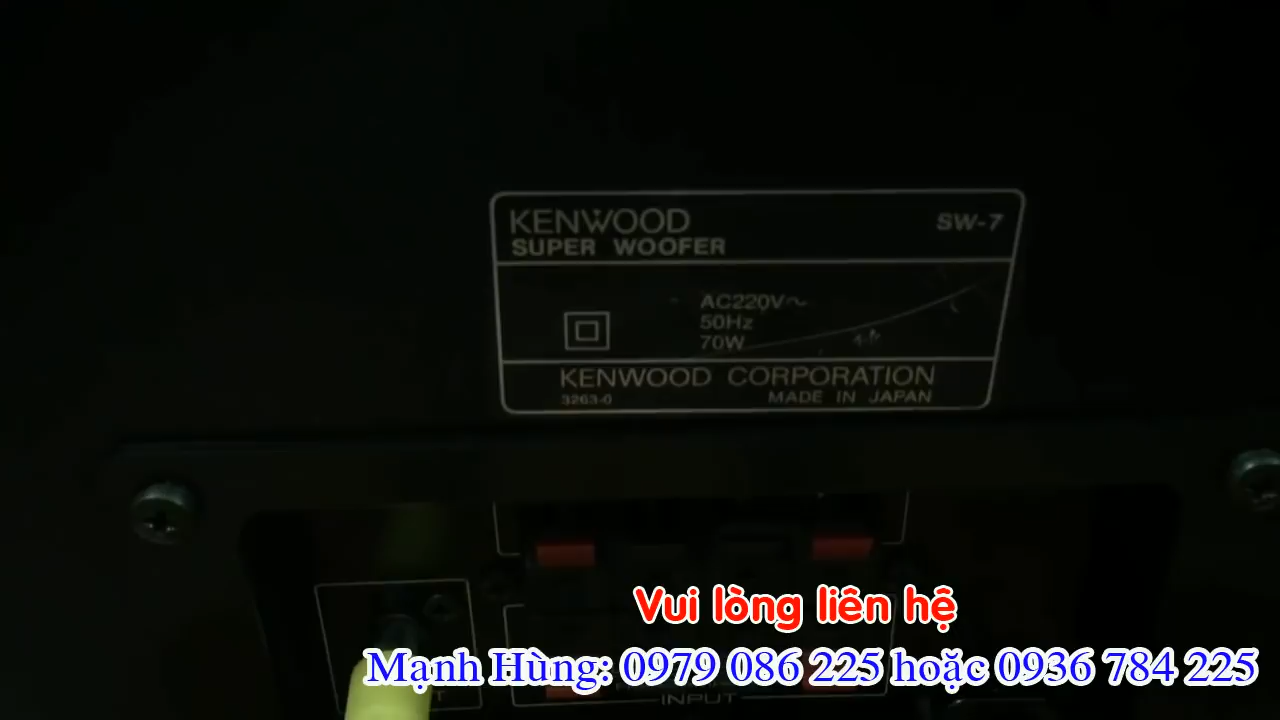 KENWOOD
SW-7
SUPER WOOFER
AC220V~
50Hz
70W
KENWOOD CORPORATION
3263-0
MADE IN JAPAN
Vui lòng liên hệ
Mạnh Hùng: 0979 086 225 hoặc 0936 784 225
INPUT